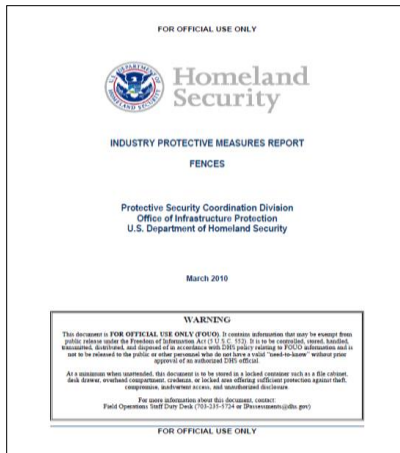 FOR OFFICIAL USE ONLY
U.S. DEPARTMENT OF HOMELAND SECURITY
Homeland
Security
INDUSTRY PROTECTIVE MEASURES REPORT
FENCES
Protective Security Coordination Division
Office of Infrastructure Protection
U.S. Department of Homeland Security
March 2010
WARNING
This document is FOR OFFICIAL USE ONLY (FOUO). It contains information that may be exempt from
public release under the Freedom of Information Act (5 U.S.C. 552). It is to be controlled, stored, handled,
transmitted, distributed, and disposed of in accordance with DHS policy relating to FOUO information and is
not to be released to the public or other personnel who do not have a valid "need-to-know" without prior
approval of an authorized DHS official.
At a minimum when unattended, this document is to be stored in a locked container such as a file cabinet,
desk drawer, overhead compartment, credenza, or locked area offering sufficient protection against theft,
compromise, inadvertent access, and unauthorized disclosure.
For more information about this document, contact:
Field Operations Staff Duty Desk (703-235-5724 or IPassessments@dhs.gov)
FOR OFFICIAL USE ONLY